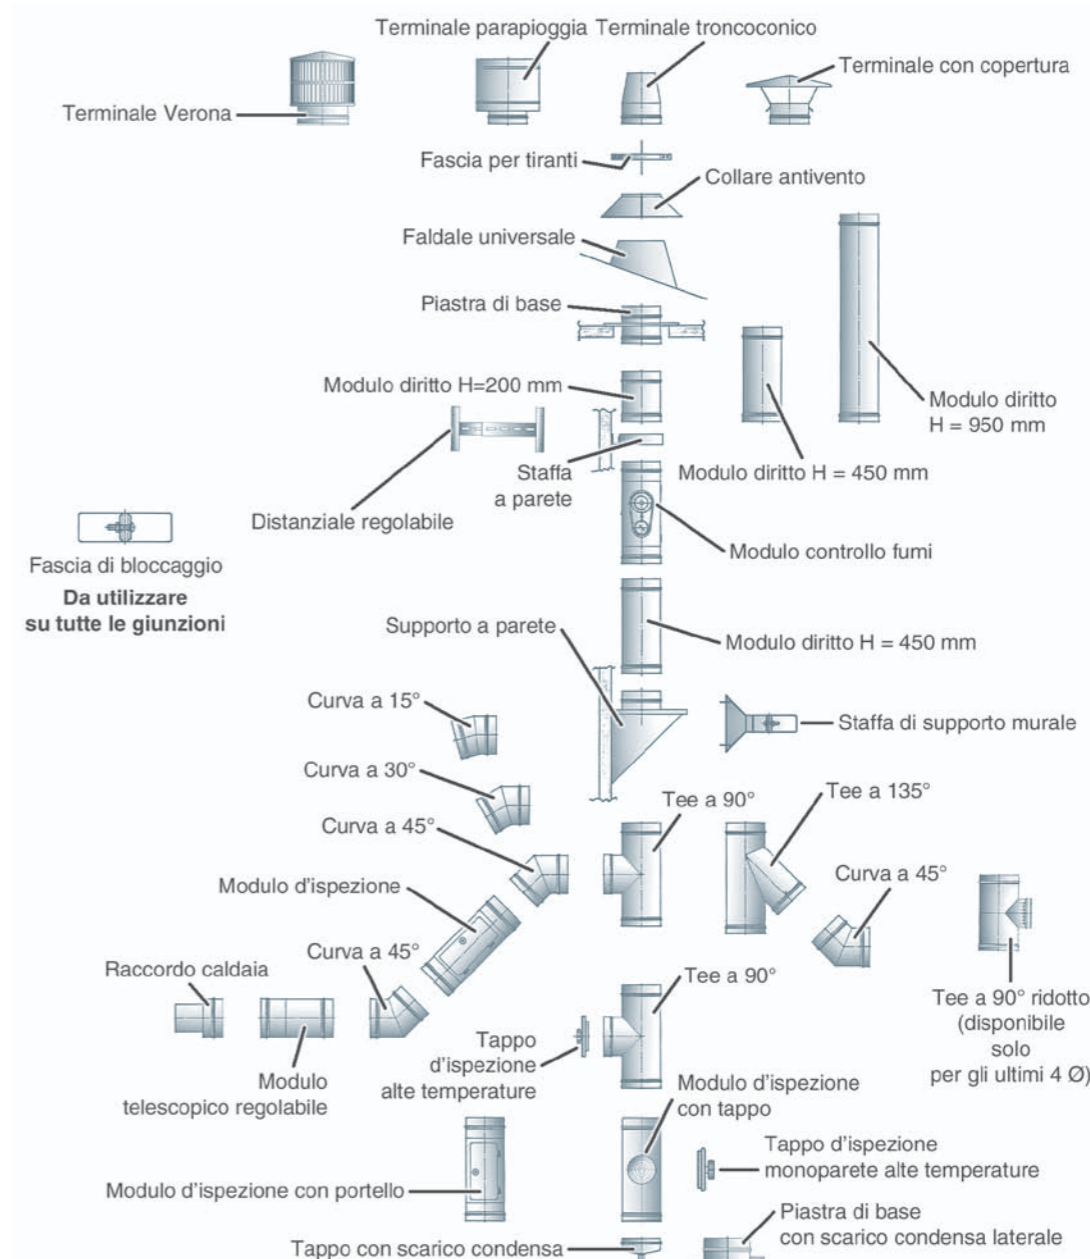 Terminale parapioggia
Terminale troncoconico
Terminale con copertura
Terminale Verona
Fascia per tiranti
Collare antivento
Faldale universale
Piastra di base
Modulo diritto H=200 mm
Modulo diritto
H = 950 mm
Staffa
a parete
Modulo diritto H = 450 mm
Distanziale regolabile
Modulo controllo fumi
Fascia di bloccaggio
Da utilizzare
su tutte le giunzioni
Supporto a parete
Modulo diritto H = 450 mm
Curva a 15°
Staffa di supporto murale
Curva a 30°
Tee a 90°
Tee a 135°
Curva a 45°
Curva a 45°
Modulo d'ispezione
Curva a 45°
Raccordo caldaia
Tee a 90°
Tee a 90° ridotto
(disponibile
solo
per gli ultimi 4 Ø)
Tappo
d'ispezione
alte temperature
Modulo
telescopico regolabile
Modulo d'ispezione
con tappo
Tappo d'ispezione
monoparete alte temperature
Modulo d'ispezione con portello
Piastra di base
con scarico condensa laterale
Tappo con scarico condensa